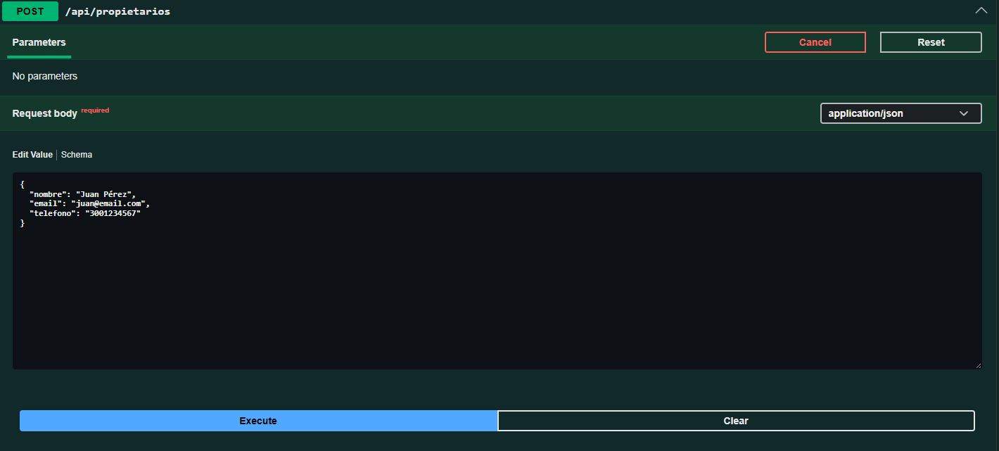 POST /api/propietarios
Parameters Cancel Reset
No parameters
Request body required application/json
Edit Value | Schema
{
  "nombre": "Juan Pérez",
  "email": "juan@email.com",
  "telefono": "3001234567"
}
Execute Clear